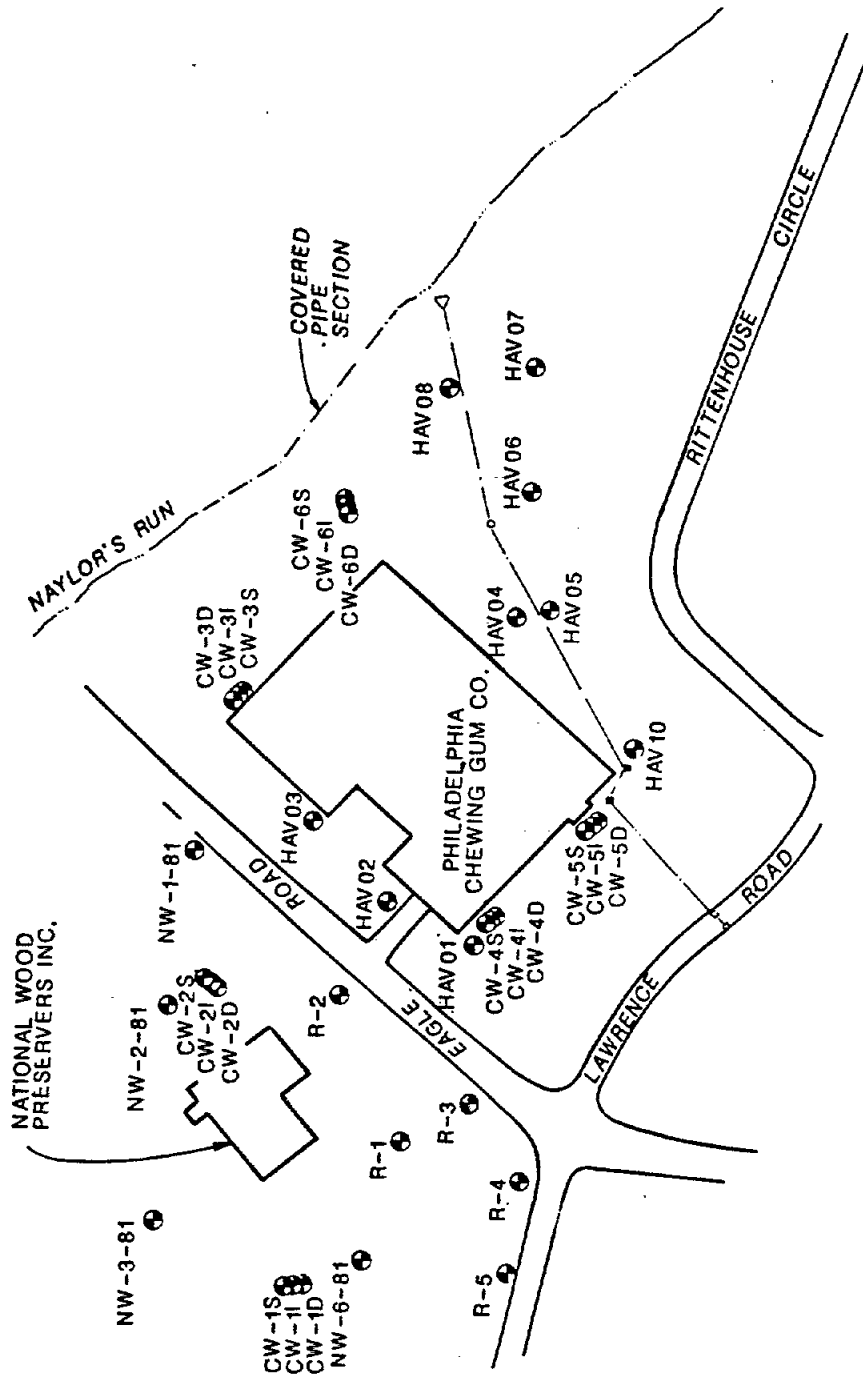 NATIONAL WOOD
PRESERVERS INC.
NW-3-81
NW-2-81
NW-1-81
CW-2S
CW-2I
CW-2D
CW-1S
CW-1I
CW-1D
NW-6-81
R-1
R-2
R-3
R-4
R-5
EAGLE
ROAD
HAV01
HAV02
HAV03
CW-4S
CW-4I
CW-4D
CW-5S
CW-5I
CW-5D
PHILADELPHIA
CHEWING GUM CO.
CW-3D
CW-3I
CW-3S
NAYLOR'S RUN
CW-6S
CW-6I
CW-6D
COVERED
PIPE
SECTION
HAV04
HAV05
HAV06
HAV07
HAV08
HAV10
LAWRENCE
ROAD
RITTENHOUSE
CIRCLE